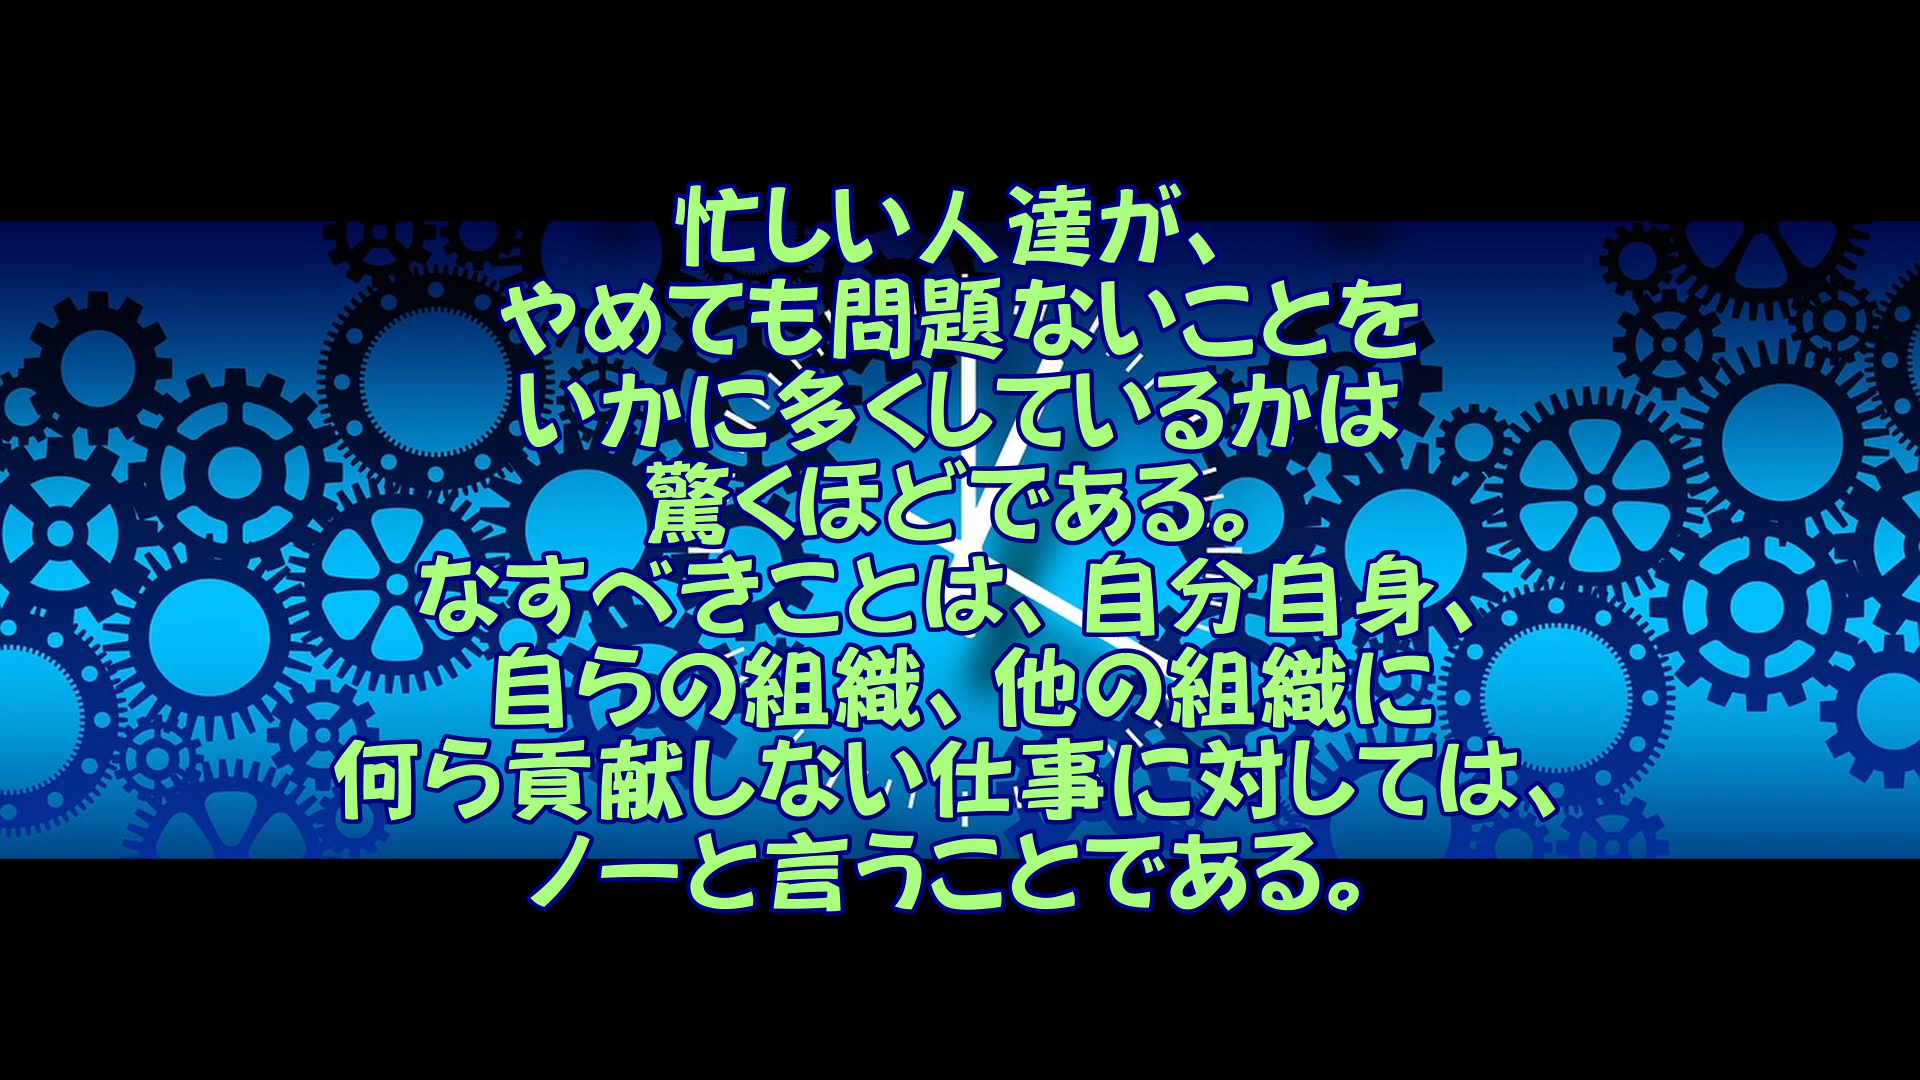 忙しい人達が、
やめても問題ないことを
いかに多くしているかは
驚くほどである。
なすべきことは、自分自身、
自らの組織、他の組織に
何ら貢献しない仕事に対しては、
ノーと言うことである。